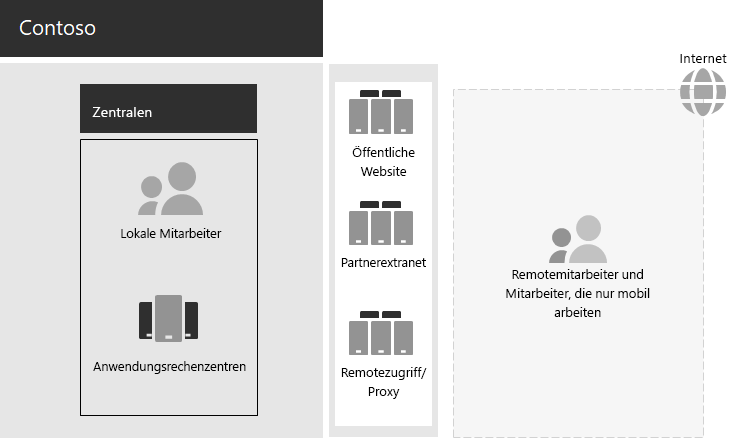 Contoso
Zentralen
Lokale Mitarbeiter
Anwendungsrechenzentren
Öffentliche
Website
Partnerextranet
Remotezugriff/
Proxy
Internet
Remotemitarbeiter und
Mitarbeiter, die nur mobil
arbeiten